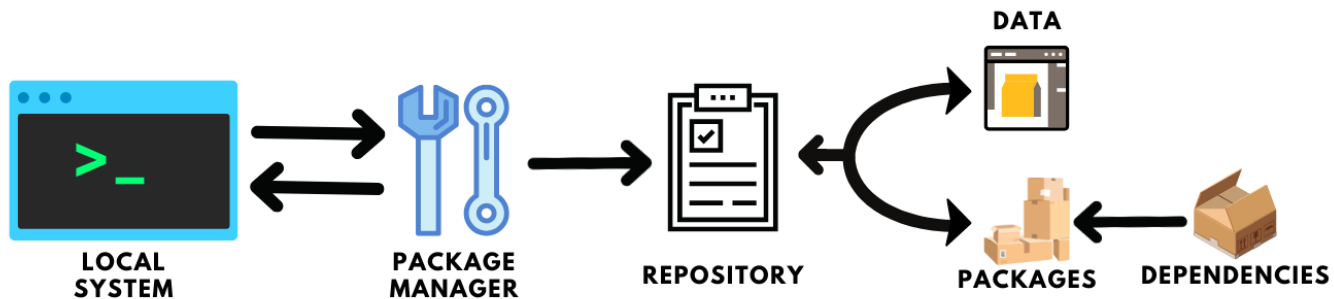 DATA
>_
LOCAL
SYSTEM
PACKAGE
MANAGER
REPOSITORY
PACKAGES
DEPENDENCIES